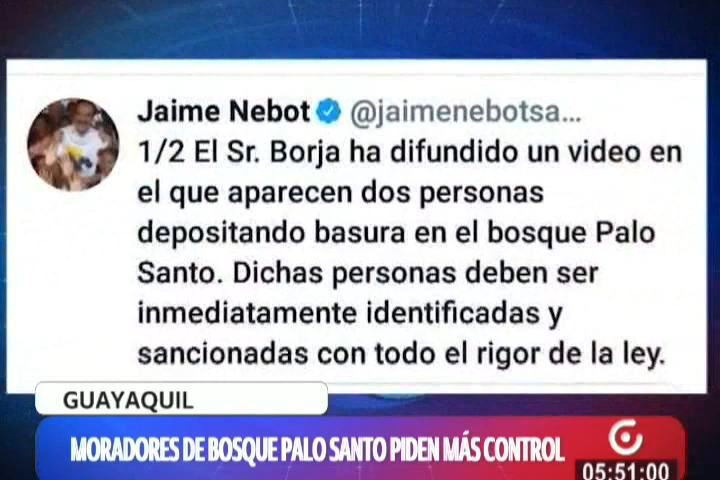 Jaime Nebot @jaimenebotsa...
1/2 El Sr. Borja ha difundido un video en
el que aparecen dos personas
depositando basura en el bosque Palo
Santo. Dichas personas deben ser
inmediatamente identificadas y
sancionadas con todo el rigor de la ley.
GUAYAQUIL
MORADORES DE BOSQUE PALO SANTO PIDEN MÁS CONTROL
05:51:00